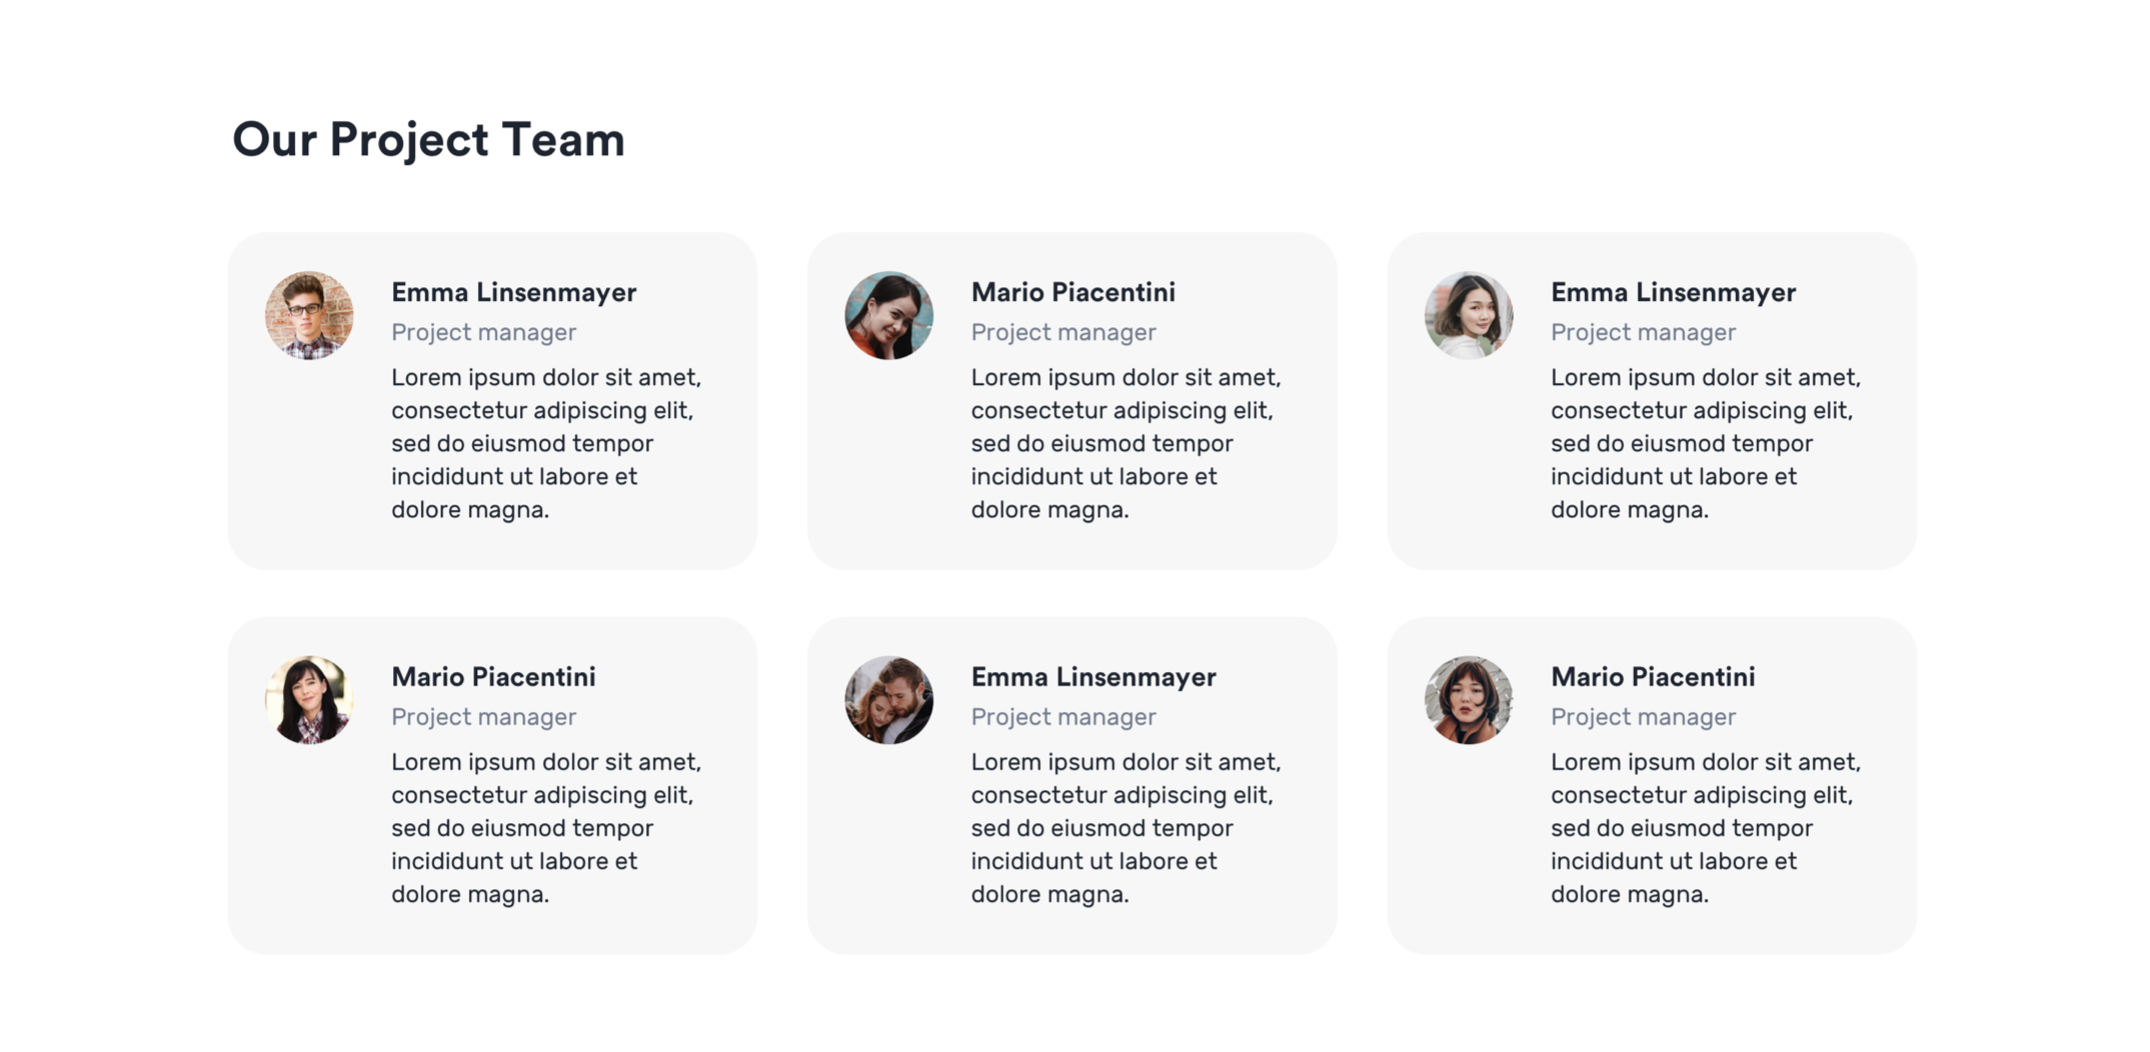 Our Project Team
Emma Linsenmayer
Project manager
Lorem ipsum dolor sit amet,
consectetur adipiscing elit,
sed do eiusmod tempor
incididunt ut labore et
dolore magna.
Mario Piacentini
Project manager
Lorem ipsum dolor sit amet,
consectetur adipiscing elit,
sed do eiusmod tempor
incididunt ut labore et
dolore magna.
Emma Linsenmayer
Project manager
Lorem ipsum dolor sit amet,
consectetur adipiscing elit,
sed do eiusmod tempor
incididunt ut labore et
dolore magna.
Mario Piacentini
Project manager
Lorem ipsum dolor sit amet,
consectetur adipiscing elit,
sed do eiusmod tempor
incididunt ut labore et
dolore magna.
Emma Linsenmayer
Project manager
Lorem ipsum dolor sit amet,
consectetur adipiscing elit,
sed do eiusmod tempor
incididunt ut labore et
dolore magna.
Mario Piacentini
Project manager
Lorem ipsum dolor sit amet,
consectetur adipiscing elit,
sed do eiusmod tempor
incididunt ut labore et
dolore magna.